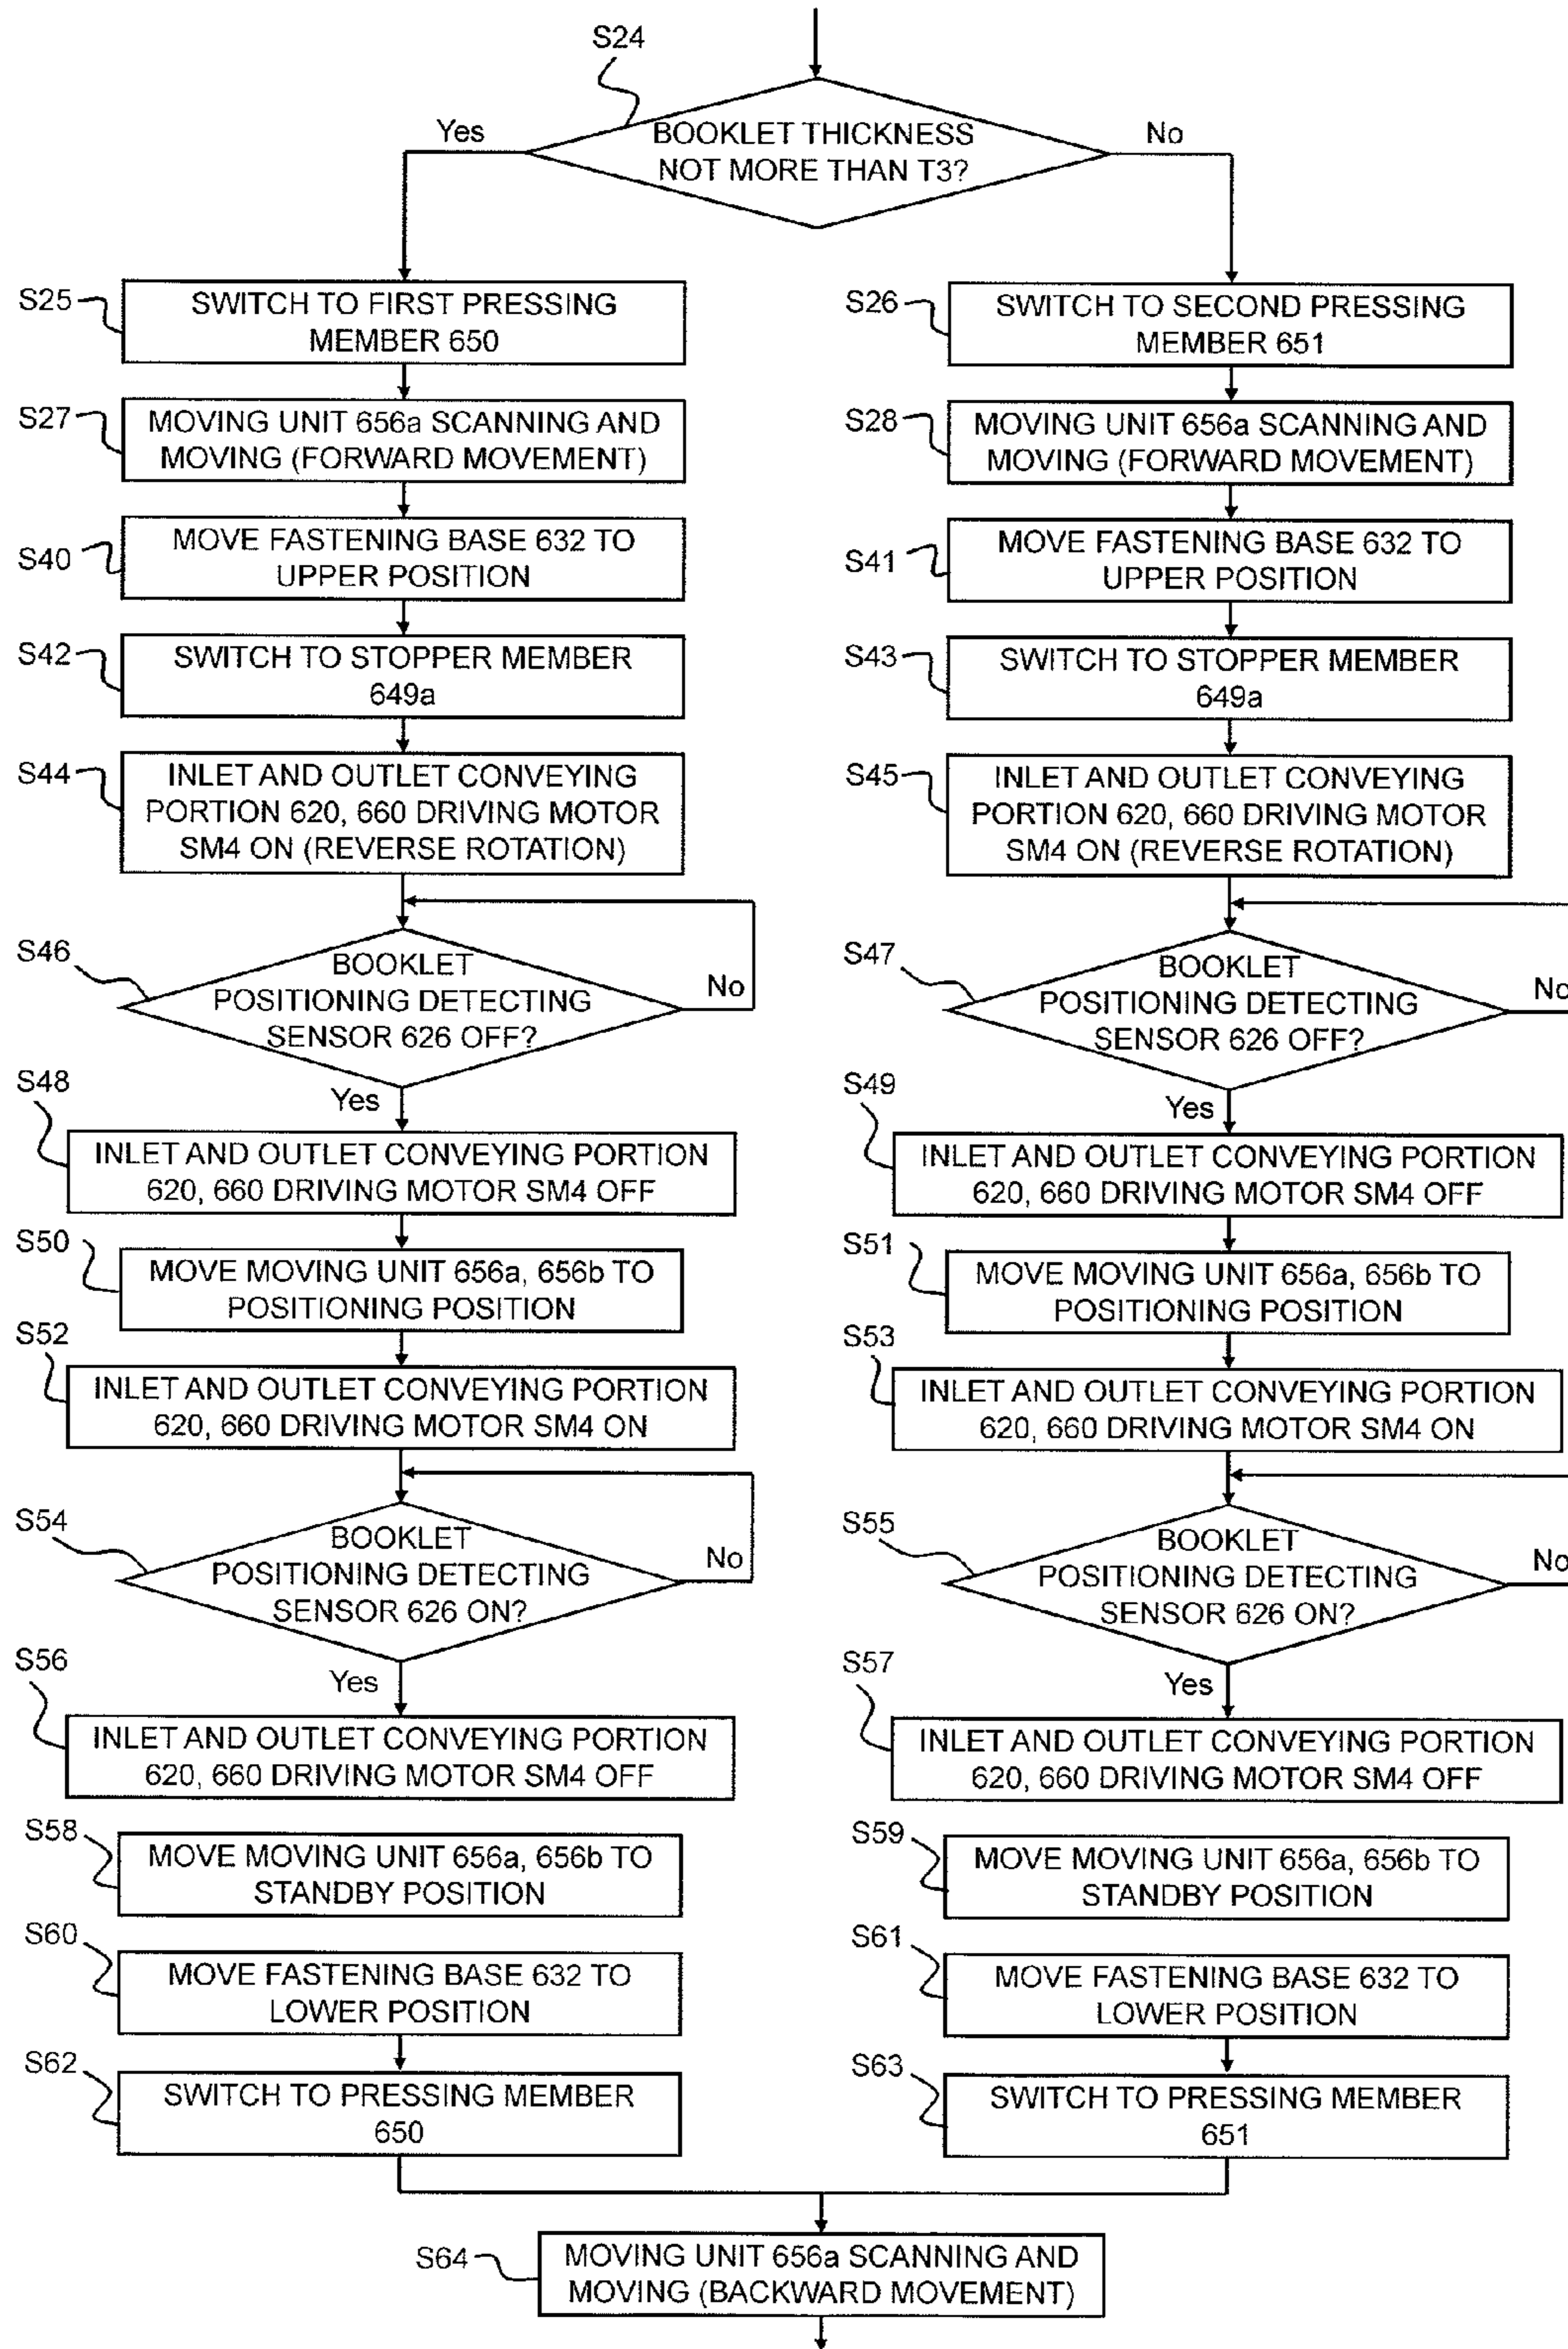 S24
BOOKLET THICKNESS
NOT MORE THAN T3?
Yes
No
S25
SWITCH TO FIRST PRESSING
MEMBER 650
S26
SWITCH TO SECOND PRESSING
MEMBER 651
S27
MOVING UNIT 656a SCANNING AND
MOVING (FORWARD MOVEMENT)
S28
MOVING UNIT 656a SCANNING AND
MOVING (FORWARD MOVEMENT)
S40
MOVE FASTENING BASE 632 TO
UPPER POSITION
S41
MOVE FASTENING BASE 632 TO
UPPER POSITION
S42
SWITCH TO STOPPER MEMBER
649a
S43
SWITCH TO STOPPER MEMBER
649a
S44
INLET AND OUTLET CONVEYING
PORTION 620, 660 DRIVING MOTOR
SM4 ON (REVERSE ROTATION)
S45
INLET AND OUTLET CONVEYING
PORTION 620, 660 DRIVING MOTOR
SM4 ON (REVERSE ROTATION)
S46
BOOKLET
POSITIONING DETECTING
SENSOR 626 OFF?
No
Yes
S47
BOOKLET
POSITIONING DETECTING
SENSOR 626 OFF?
No
Yes
S48
INLET AND OUTLET CONVEYING PORTION
620, 660 DRIVING MOTOR SM4 OFF
S49
INLET AND OUTLET CONVEYING PORTION
620, 660 DRIVING MOTOR SM4 OFF
S50
MOVE MOVING UNIT 656a, 656b TO
POSITIONING POSITION
S51
MOVE MOVING UNIT 656a, 656b TO
POSITIONING POSITION
S52
INLET AND OUTLET CONVEYING PORTION
620, 660 DRIVING MOTOR SM4 ON
S53
INLET AND OUTLET CONVEYING PORTION
620, 660 DRIVING MOTOR SM4 ON
S54
BOOKLET
POSITIONING DETECTING
SENSOR 626 ON?
No
Yes
S55
BOOKLET
POSITIONING DETECTING
SENSOR 626 ON?
No
Yes
S56
INLET AND OUTLET CONVEYING PORTION
620, 660 DRIVING MOTOR SM4 OFF
S57
INLET AND OUTLET CONVEYING PORTION
620, 660 DRIVING MOTOR SM4 OFF
S58
MOVE MOVING UNIT 656a, 656b TO
STANDBY POSITION
S59
MOVE MOVING UNIT 656a, 656b TO
STANDBY POSITION
S60
MOVE FASTENING BASE 632 TO
LOWER POSITION
S61
MOVE FASTENING BASE 632 TO
LOWER POSITION
S62
SWITCH TO PRESSING MEMBER
650
S63
SWITCH TO PRESSING MEMBER
651
S64
MOVING UNIT 656a SCANNING AND
MOVING (BACKWARD MOVEMENT)